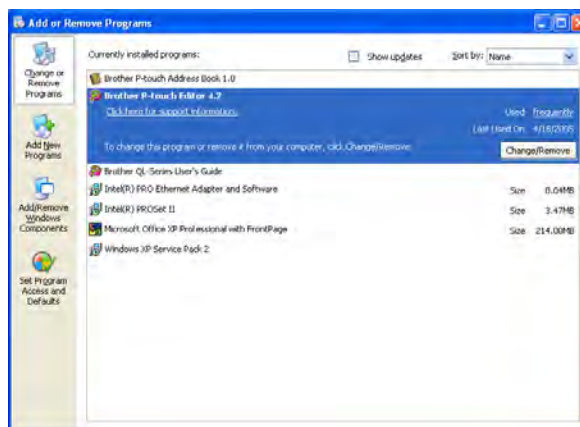 Add or Remove Programs
Change or
Remove
Programs
Add New
Programs
Add/Remove
Windows
Components
Set Program
Access and
Defaults
Currently installed programs:
Show updates
Sort by: Name
Brother P-touch Address Book 1.0
Brother P-touch Editor 4.2
Click here for support information.
Used frequently
Last Used On 4/18/2005
To change this program or remove it from your computer, click Change/Remove.
Change/Remove
Brother QL-Series User's Guide
Intel(R) PRO Ethernet Adapter and Software Size 0.04MB
Intel(R) PROSet II Size 3.47MB
Microsoft Office XP Professional with FrontPage Size 214.00MB
Windows XP Service Pack 2